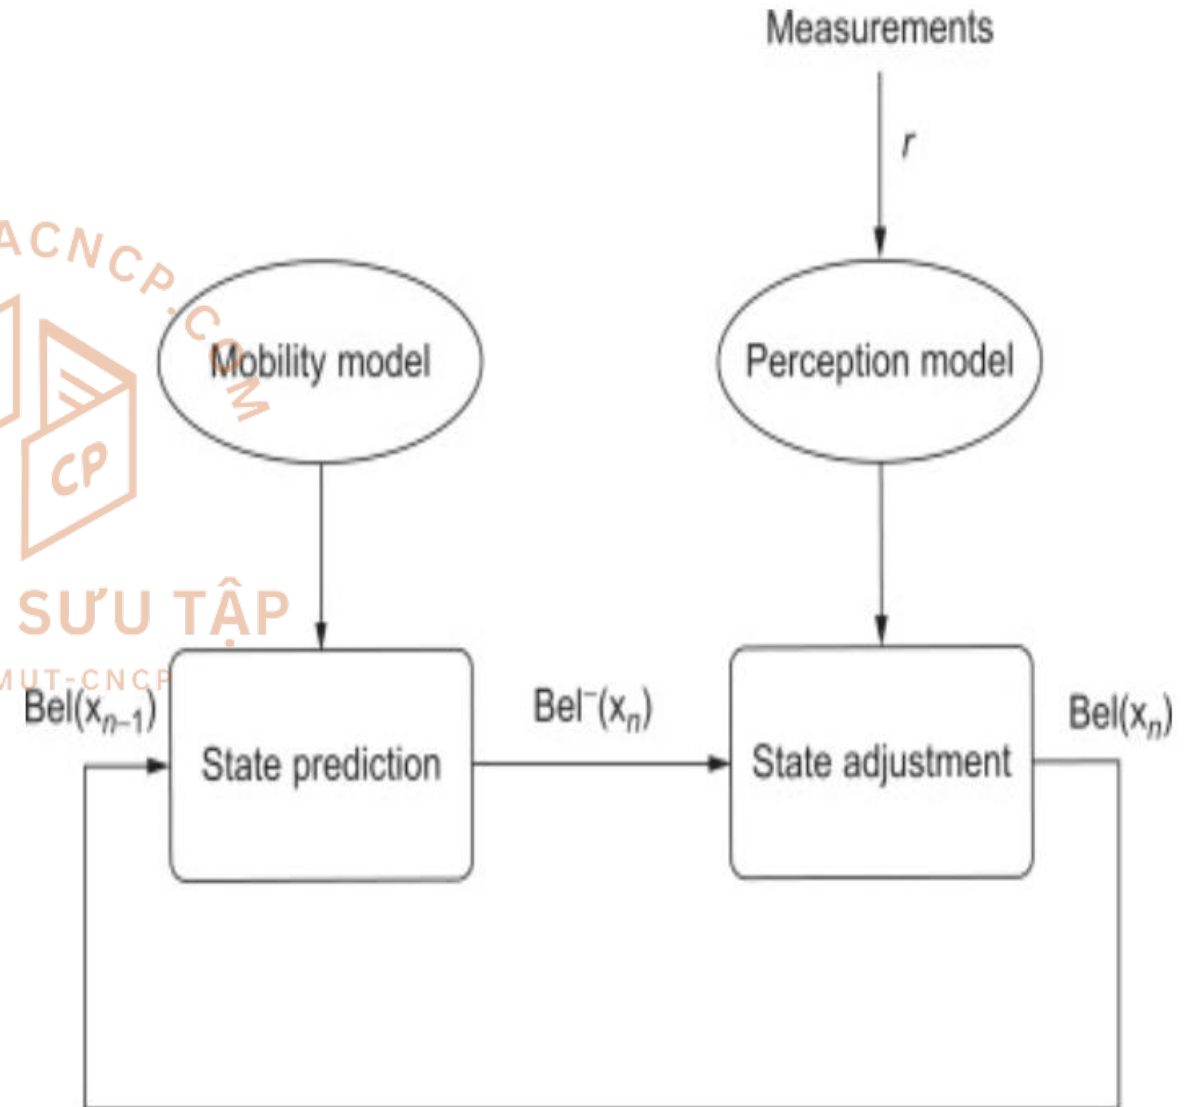 Measurements
r
ACNCP.COM
Mobility model
Perception model
CP
SƯU TẬP
MUT-CNCP
Bel(xₙ₋₁)
Bel⁻(xₙ)
Bel(xₙ)
State prediction
State adjustment